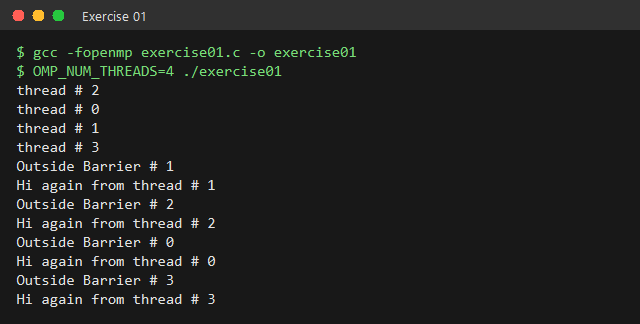 Exercise 01
$ gcc -fopenmp exercise01.c -o exercise01
$ OMP_NUM_THREADS=4 ./exercise01
thread # 2
thread # 0
thread # 1
thread # 3
Outside Barrier # 1
Hi again from thread # 1
Outside Barrier # 2
Hi again from thread # 2
Outside Barrier # 0
Hi again from thread # 0
Outside Barrier # 3
Hi again from thread # 3